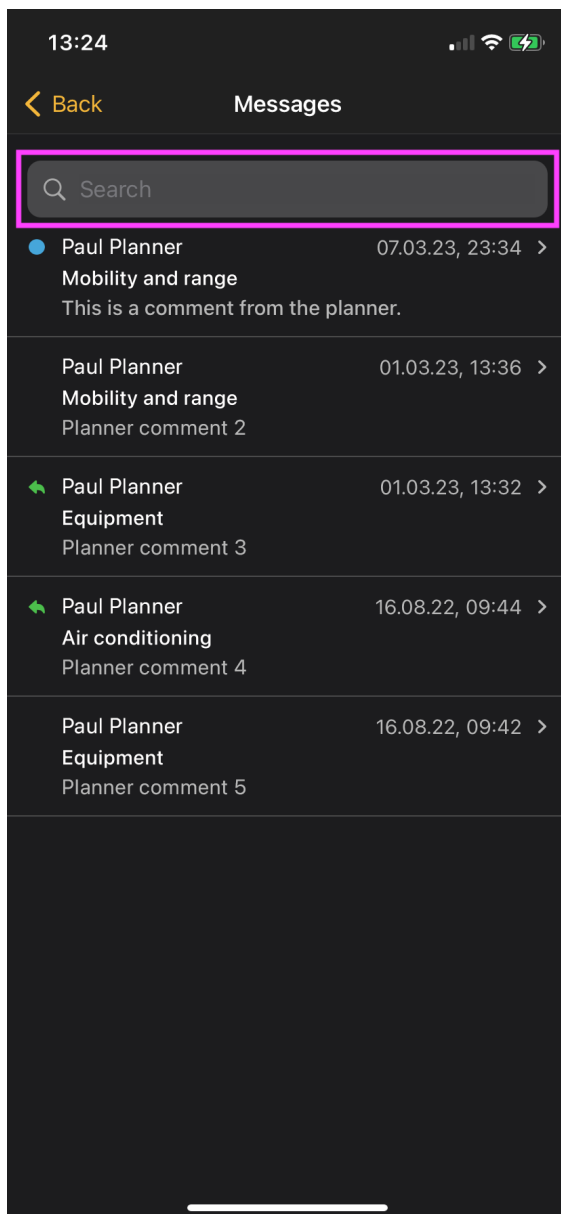 13:24
Back
Messages
Search
Paul Planner 07.03.23, 23:34
Mobility and range
This is a comment from the planner.
Paul Planner 01.03.23, 13:36
Mobility and range
Planner comment 2
Paul Planner 01.03.23, 13:32
Equipment
Planner comment 3
Paul Planner 16.08.22, 09:44
Air conditioning
Planner comment 4
Paul Planner 16.08.22, 09:42
Equipment
Planner comment 5